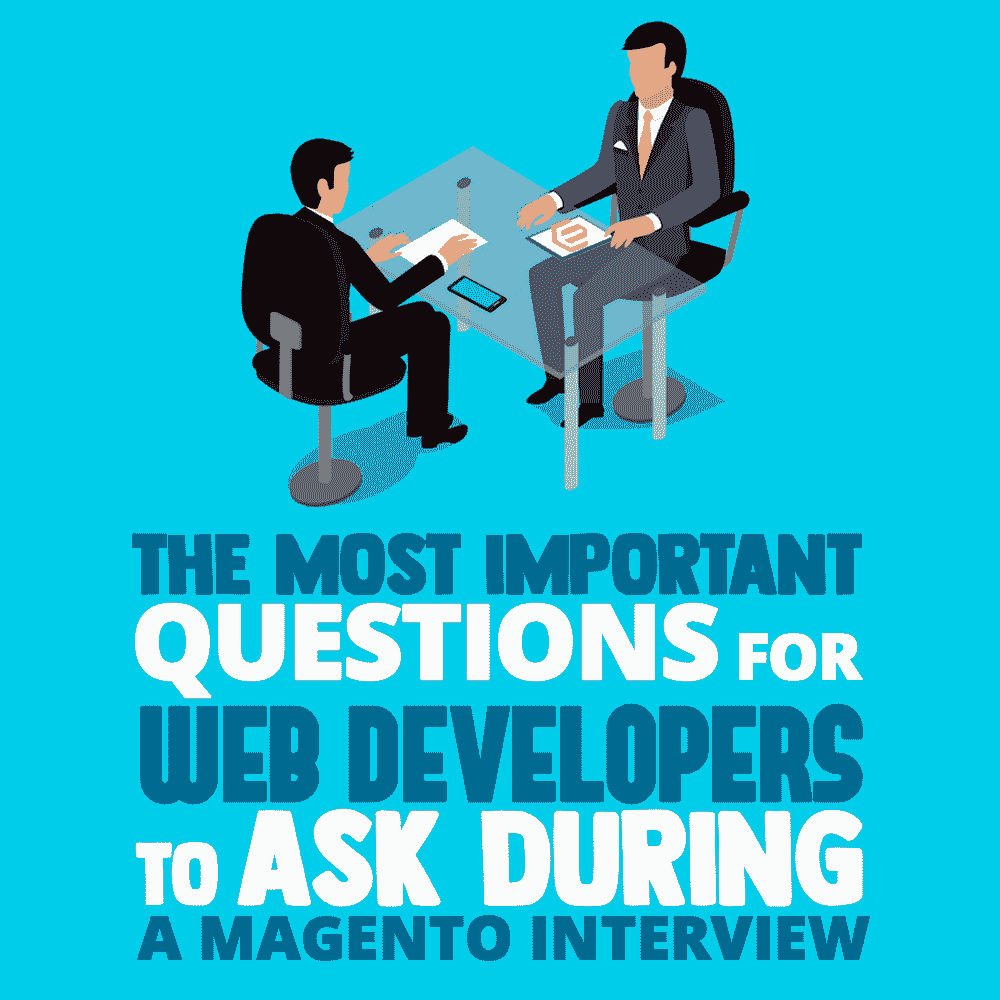 THE MOST IMPORTANT
QUESTIONS FOR
WEB DEVELOPERS
TO ASK DURING
A MAGENTO INTERVIEW